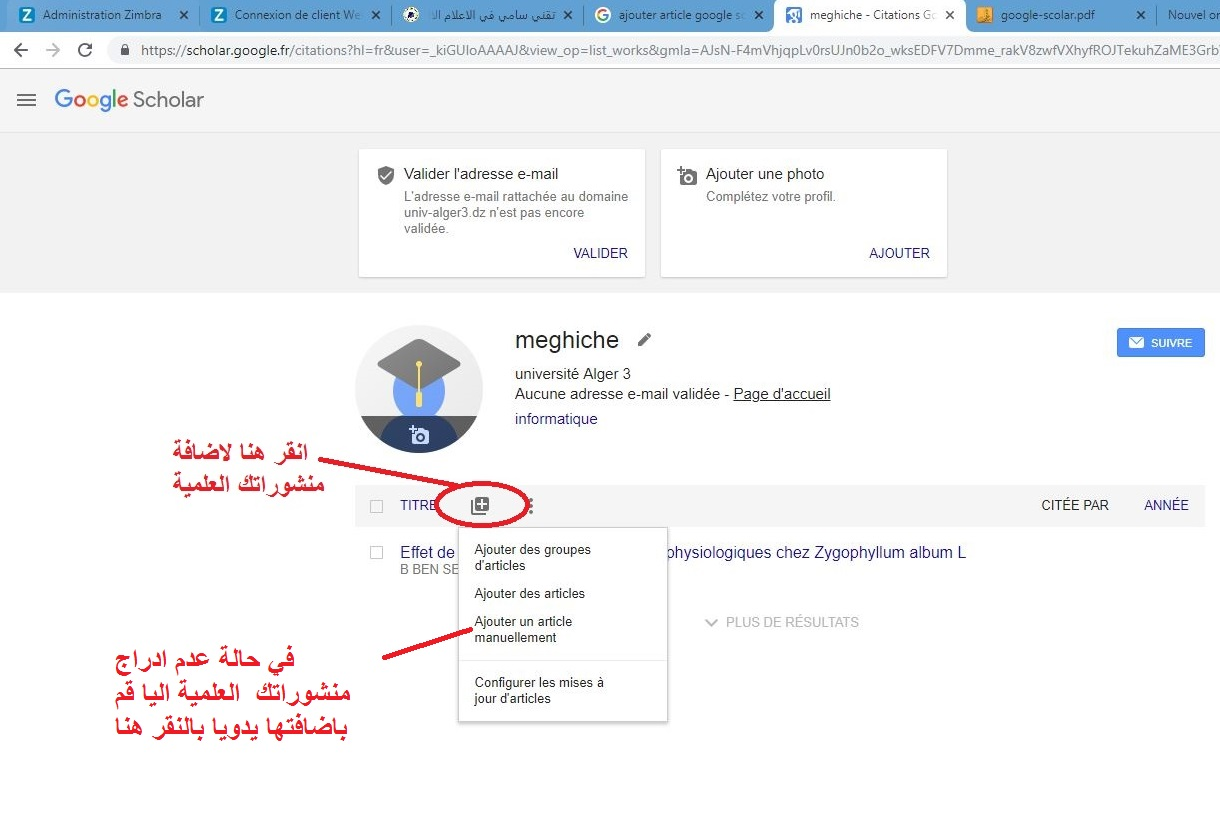 Administration Zimbra
Connexion de client We
تقني سامي في الاعلام الا
ajouter article google sc
meghiche - Citations Go
google-scolar.pdf
Nouvel on
https://scholar.google.fr/citations?hl=fr&user=_kiGUIoAAAAJ&view_op=list_works&gmla=AJsN-F4mVhjqpLv0rsUJn0b2o_wksEDFV7Dmme_rakV8zwfVXhyfROJTekuhZaME3Grb
Google Scholar
Valider l'adresse e-mail
L'adresse e-mail rattachée au domaine
univ-alger3.dz n'est pas encore
validée.
VALIDER
Ajouter une photo
Complétez votre profil.
AJOUTER
meghiche
SUIVRE
université Alger 3
Aucune adresse e-mail validée - Page d'accueil
informatique
انقر هنا لاضافة
منشوراتك العلمية
TITRE
CITÉE PAR
ANNÉE
Effet de physiologiques chez Zygophyllum album L
B BEN SE
Ajouter des groupes
d'articles
Ajouter des articles
Ajouter un article
manuellement
Configurer les mises à
jour d'articles
PLUS DE RÉSULTATS
في حالة عدم ادراج
منشوراتك العلمية اليا قم
باضافتها يدويا بالنقر هنا